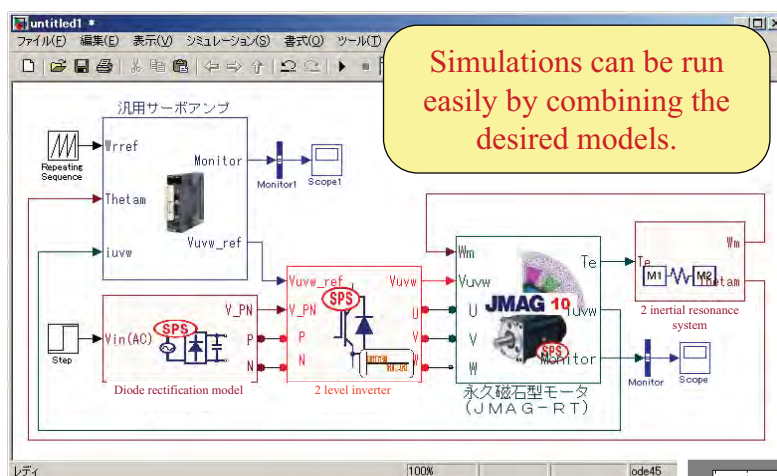 untitled1 *
ファイル(F) 編集(E) 表示(V) シミュレーション(S) 書式(O) ツール(T)
Simulations can be run
easily by combining the
desired models.
汎用サーボアンプ
Wrref
Monitor
Repeating
Sequence
Monitor1
Scope1
Thetam
iuvw
Vuvw_ref
Wm
Te
Te
Wm
M1
M2
Thetam
2 inertial resonance
system
Vuvw_ref
Vuvw
Vuvw
SPS
JMAG 10
iuvw
V_PN
V_PN
U
U
SPS
Vin(AC)
P
P
V
V
SPS
Monitor
Step
N
N
W
W
Monitor
Scope
Diode rectification model
2 level inverter
永久磁石型モータ
(JMAG-RT)
レディ
100%
ode45